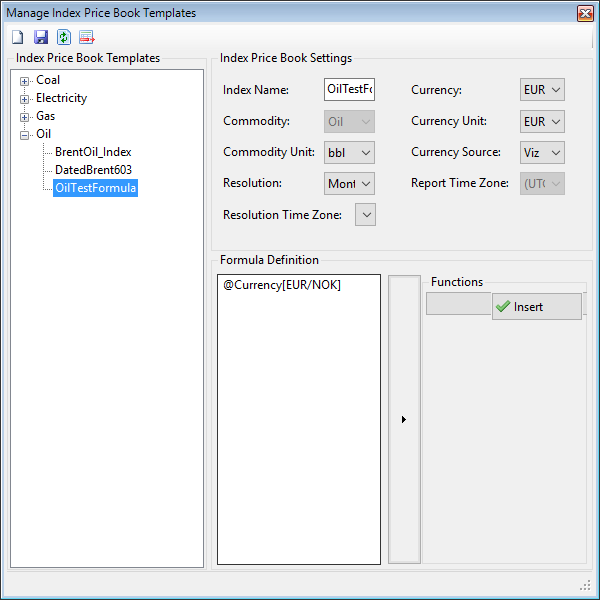 Manage Index Price Book Templates
Index Price Book Templates
Coal
Electricity
Gas
Oil
BrentOil_Index
DatedBrent603
OilTestFormula
Index Price Book Settings
Index Name: OilTestFo Currency: EUR
Commodity: Oil Currency Unit: EUR
Commodity Unit: bbl Currency Source: Viz
Resolution: Mont Report Time Zone: (UTC
Resolution Time Zone:
Formula Definition
@Currency[EUR/NOK]
Functions
Insert